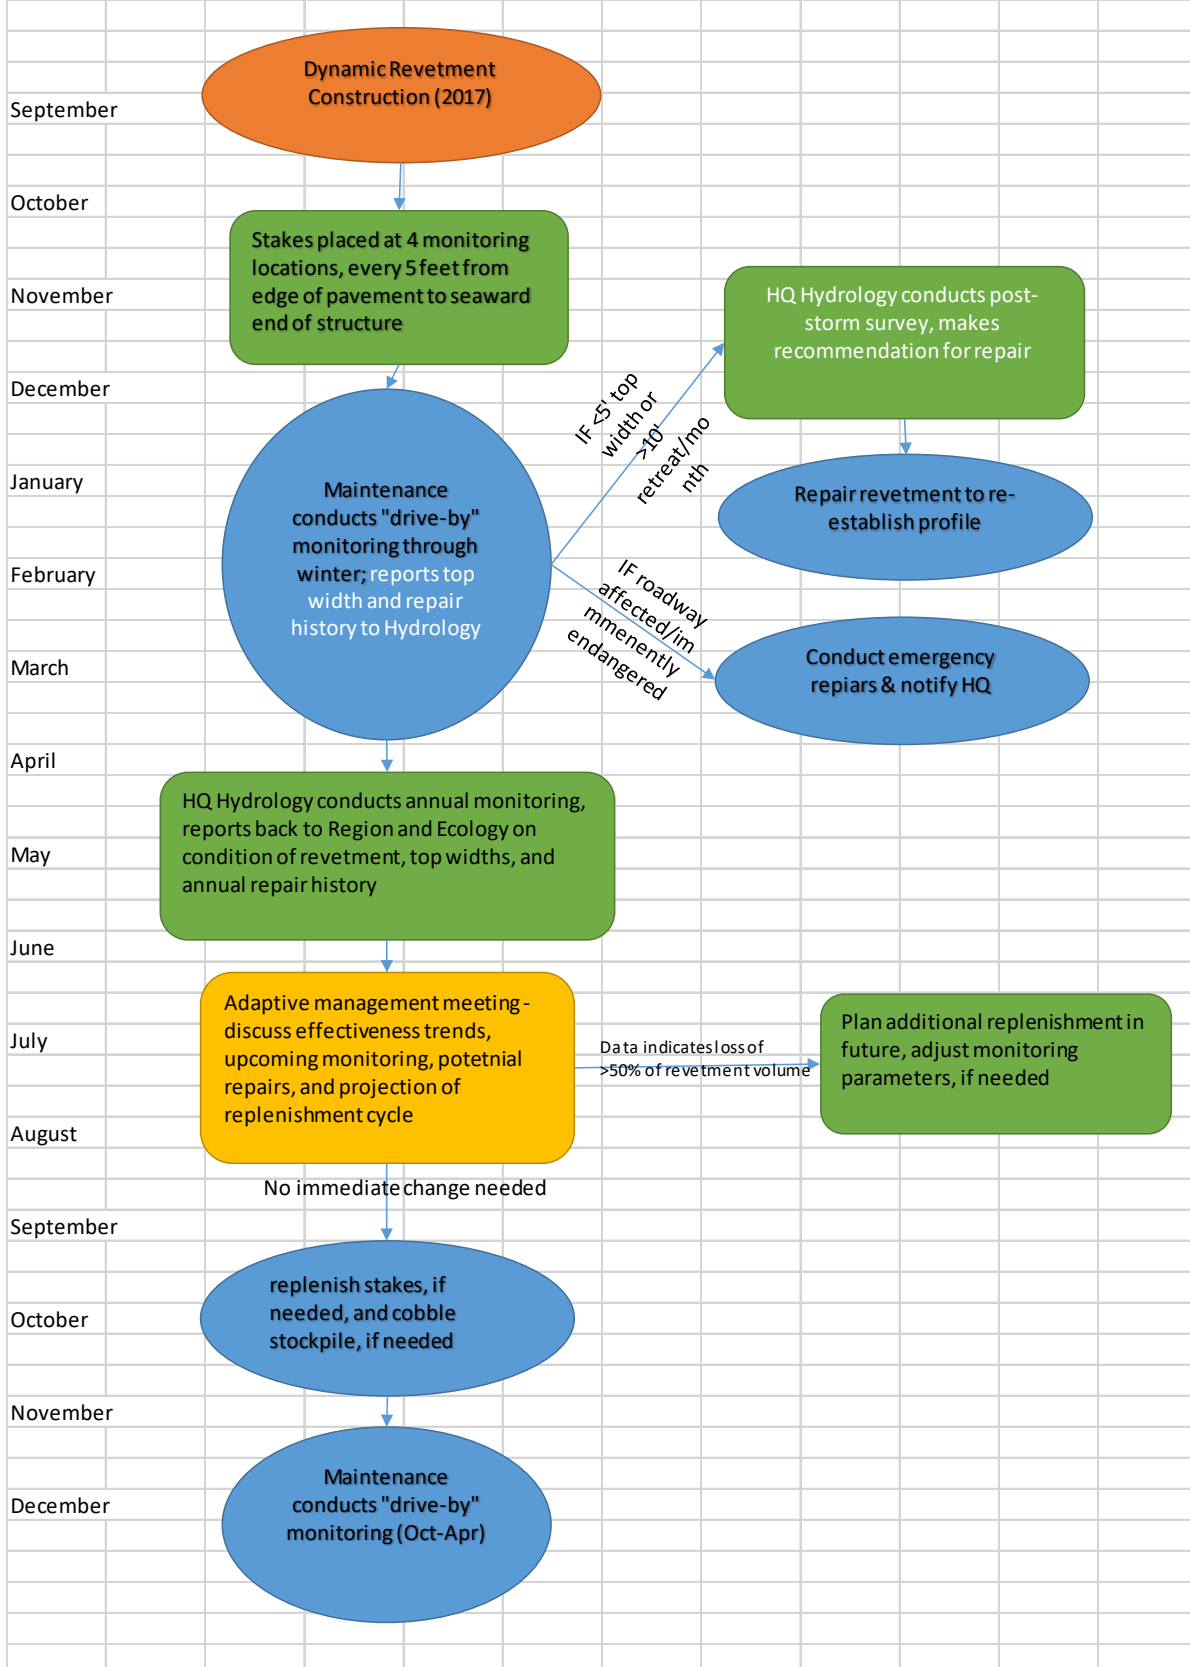 Dynamic Revetment
Construction (2017)
September
October
Stakes placed at 4 monitoring
locations, every 5 feet from
edge of pavement to seaward
end of structure
November
HQ Hydrology conducts post-
storm survey, makes
recommendation for repair
December
IF <5' top
width or
>10'
retreat/mo
nth
January
Maintenance
conducts "drive-by"
monitoring through
winter; reports top
width and repair
history to Hydrology
Repair revetment to re-
establish profile
February
IF roadway
affected/im
mmenently
endangered
March
Conduct emergency
repiars & notify HQ
April
HQ Hydrology conducts annual monitoring,
reports back to Region and Ecology on
condition of revetment, top widths, and
annual repair history
May
June
Adaptive management meeting -
discuss effectiveness trends,
upcoming monitoring, potetnial
repairs, and projection of
replenishment cycle
July
Data indicates loss of
>50% of revetment volume
Plan additional replenishment in
future, adjust monitoring
parameters, if needed
August
No immediate change needed
September
replenish stakes, if
needed, and cobble
stockpile, if needed
October
November
Maintenance
conducts "drive-by"
monitoring (Oct-Apr)
December